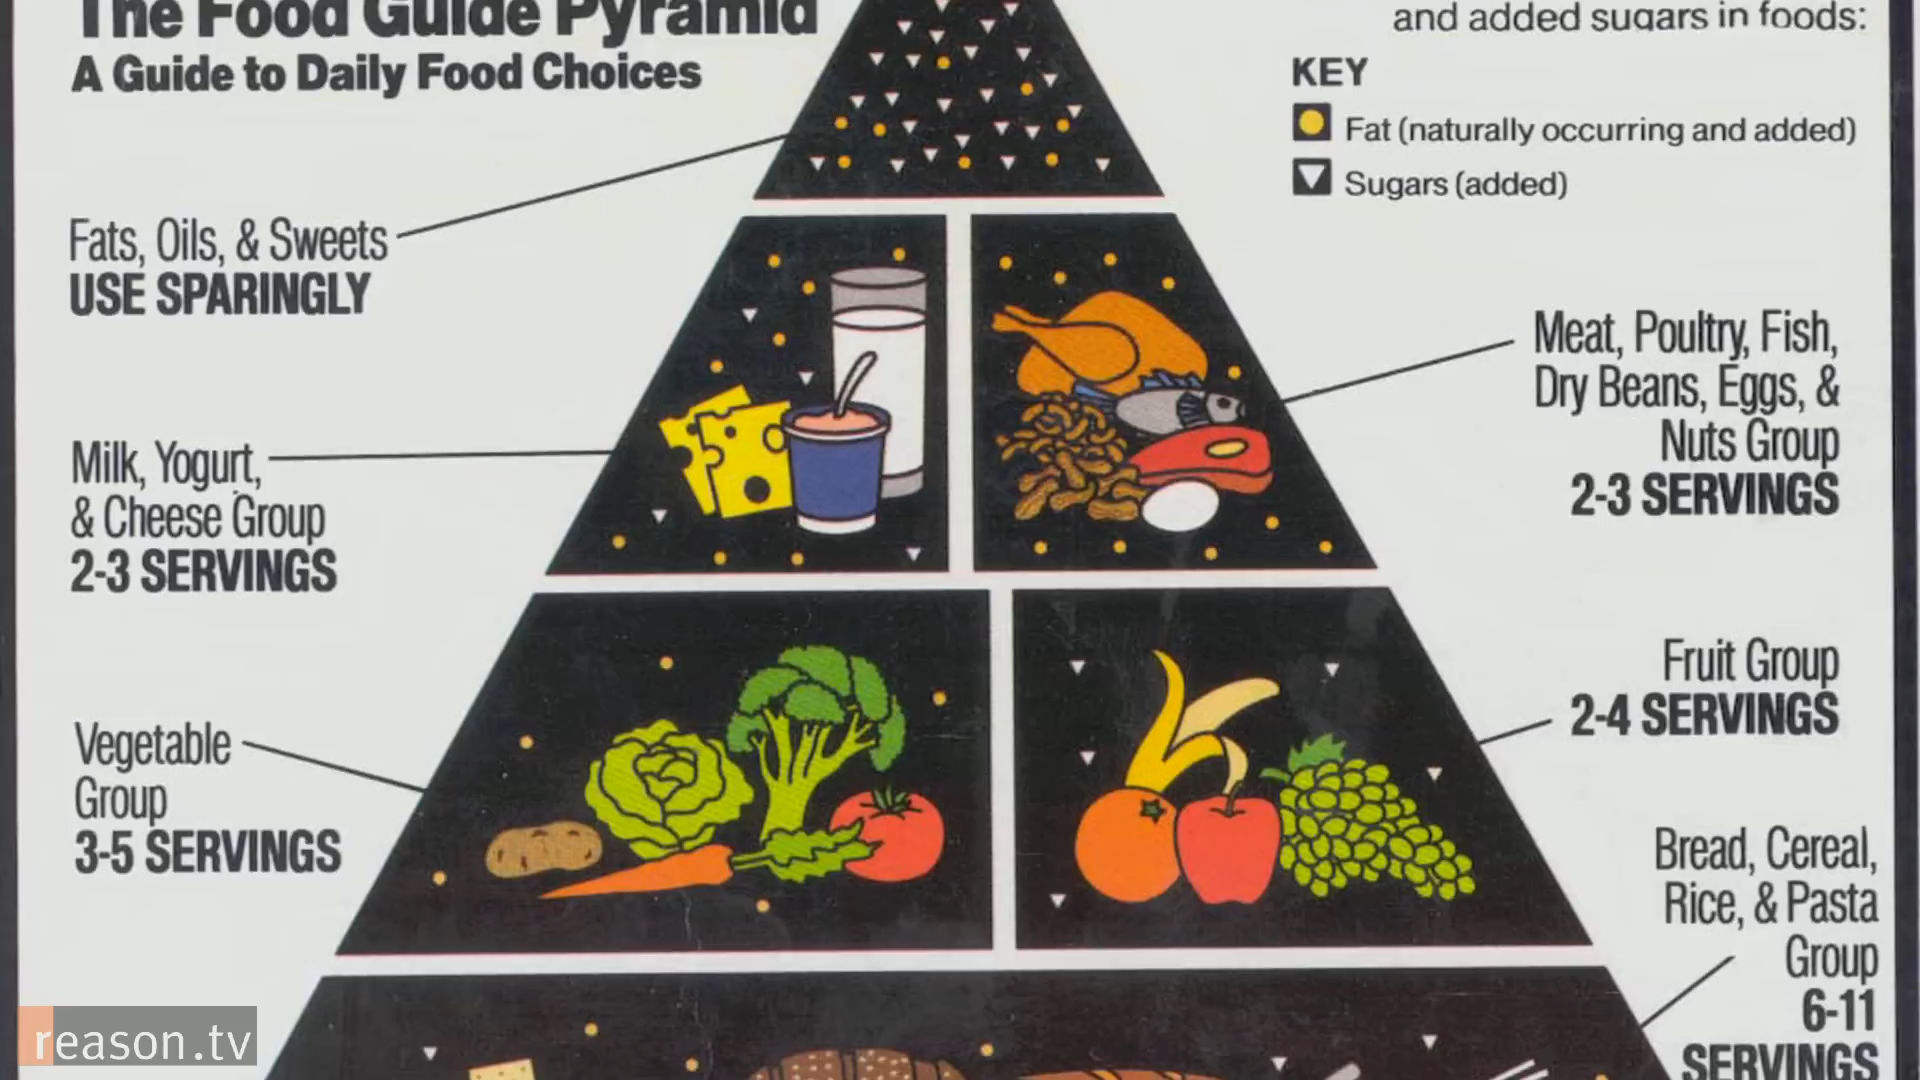 The Food Guide Pyramid
A Guide to Daily Food Choices
and added sugars in foods:
KEY
Fat (naturally occurring and added)
Sugars (added)
Fats, Oils, & Sweets
USE SPARINGLY
Meat, Poultry, Fish,
Dry Beans, Eggs, &
Nuts Group
2-3 SERVINGS
Milk, Yogurt,
& Cheese Group
2-3 SERVINGS
Fruit Group
2-4 SERVINGS
Vegetable
Group
3-5 SERVINGS
Bread, Cereal,
Rice, & Pasta
Group
6-11
SERVINGS
reason.tv